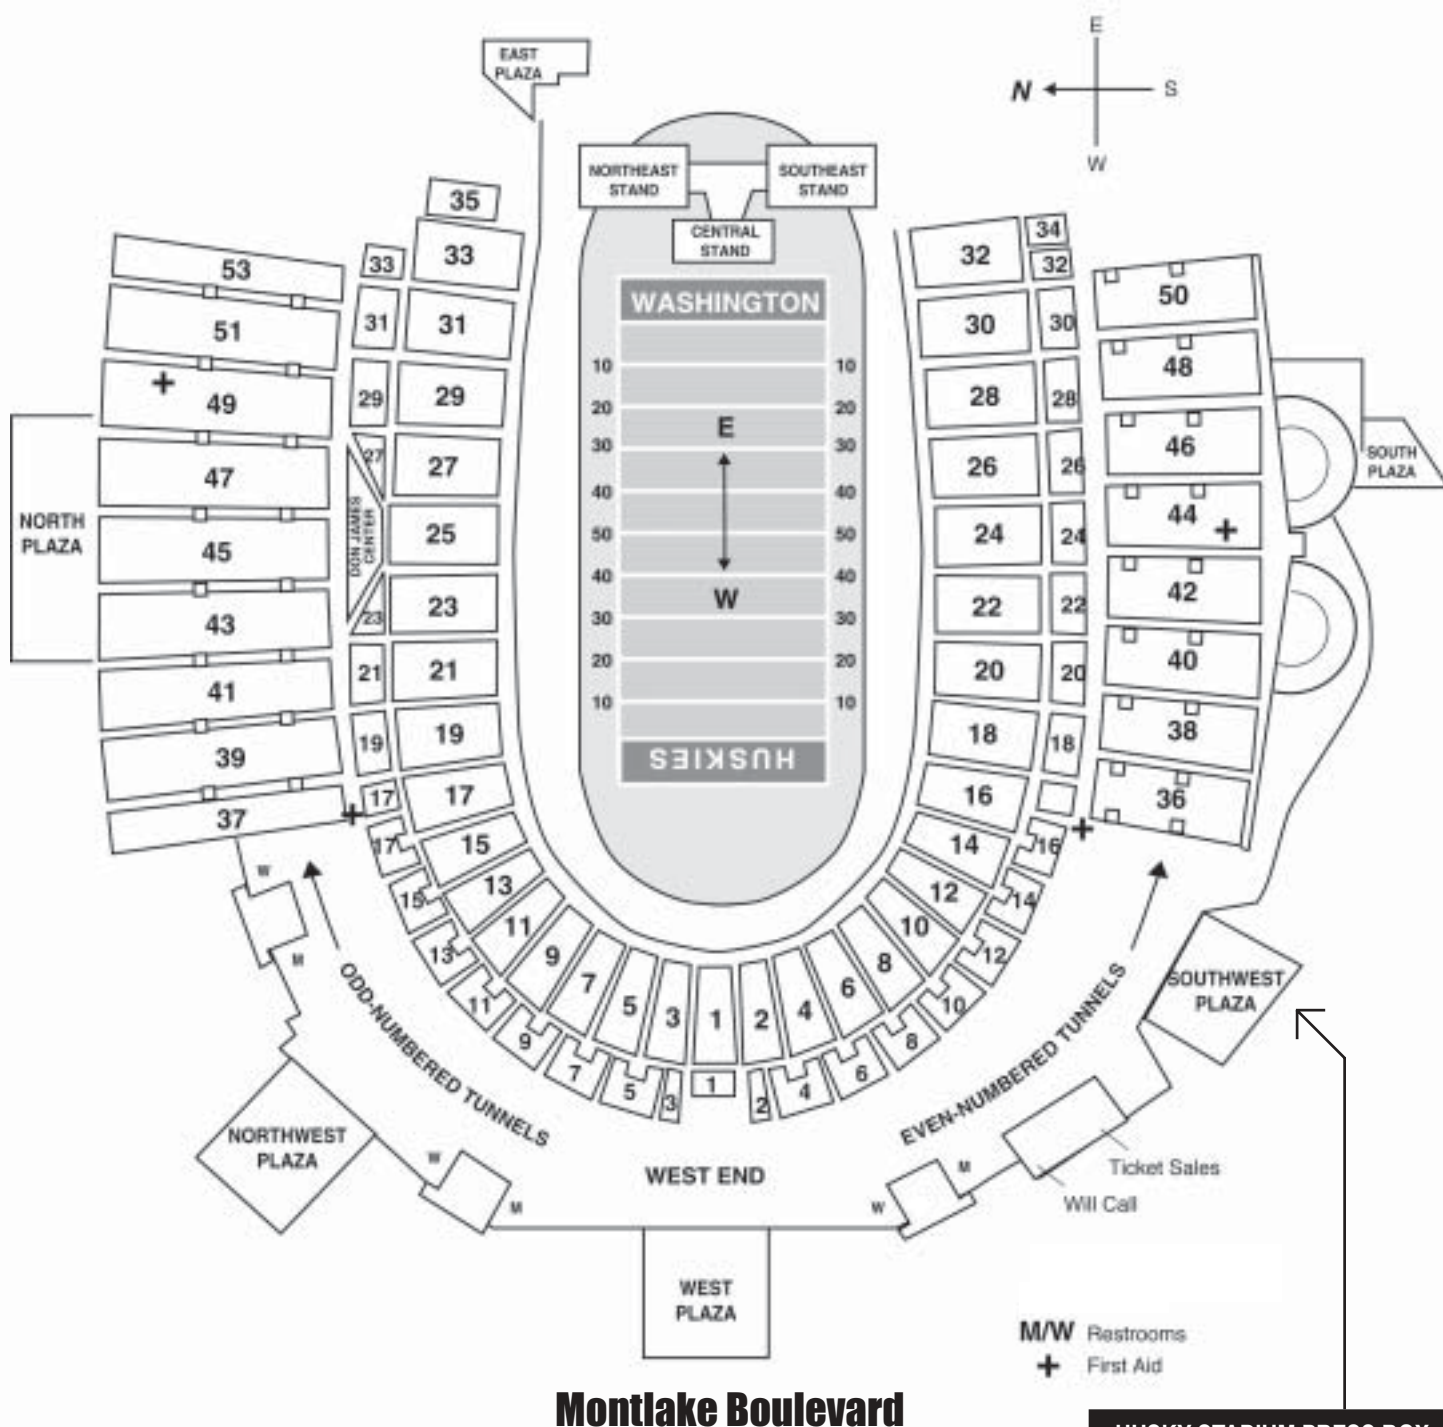 E
EAST
PLAZA
N
S
W
NORTHEAST
STAND
SOUTHEAST
STAND
CENTRAL
STAND
35
33
33
31
31
29
29
27
27
25
23
23
21
21
19
19
17
17
17
15
15
13
13
11
11
9
9
7
7
5
5
3
3
1
1
2
2
4
4
6
6
8
8
10
10
12
12
14
14
16
16
18
18
20
20
22
22
24
24
26
26
28
28
30
30
32
32
34
53
51
49
47
45
43
41
39
37
50
48
46
44
42
40
38
36
WASHINGTON
10
10
20
20
E
30
30
40
40
50
50
40
40
W
30
30
20
20
10
10
HUSKIES
NORTH
PLAZA
DON JAMES
CENTER
SOUTH
PLAZA
W
M
ODD-NUMBERED TUNNELS
EVEN-NUMBERED TUNNELS
SOUTHWEST
PLAZA
NORTHWEST
PLAZA
W
M
WEST END
W
M
Ticket Sales
Will Call
WEST
PLAZA
M/W Restrooms
+ First Aid
Montlake Boulevard
HUSKY STADIUM PRESS BOX